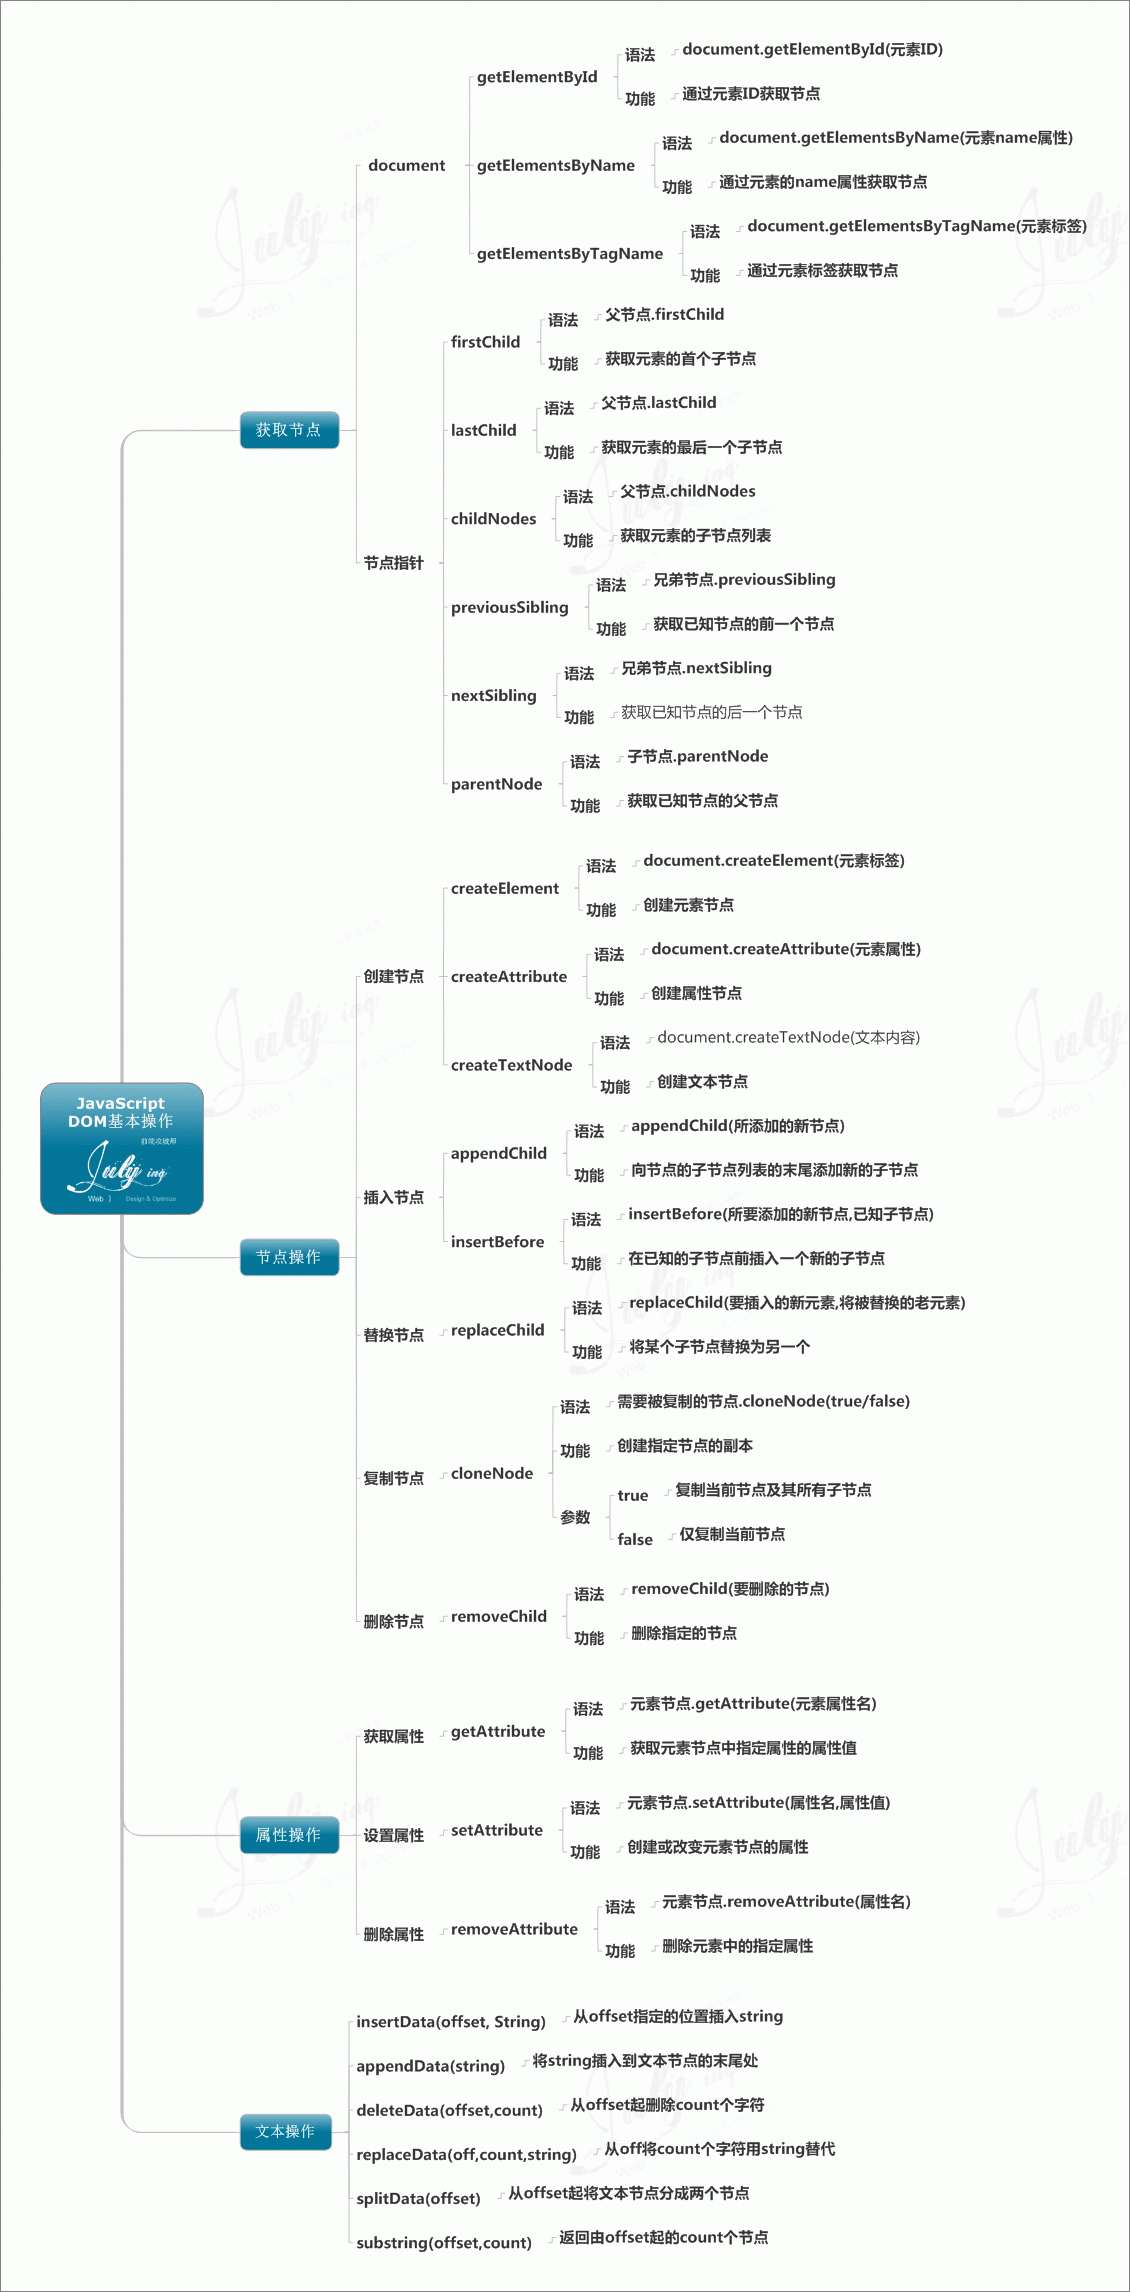 JavaScript
DOM基本操作
前端攻城师
July ing
Web }
Design & Optimize
获取节点
document
getElementById
语法
document.getElementById(元素ID)
功能
通过元素ID获取节点
getElementsByName
语法
document.getElementsByName(元素name属性)
功能
通过元素的name属性获取节点
getElementsByTagName
语法
document.getElementsByTagName(元素标签)
功能
通过元素标签获取节点
节点指针
firstChild
语法
父节点.firstChild
功能
获取元素的首个子节点
lastChild
语法
父节点.lastChild
功能
获取元素的最后一个子节点
childNodes
语法
父节点.childNodes
功能
获取元素的子节点列表
previousSibling
语法
兄弟节点.previousSibling
功能
获取已知节点的前一个节点
nextSibling
语法
兄弟节点.nextSibling
功能
获取已知节点的后一个节点
parentNode
语法
子节点.parentNode
功能
获取已知节点的父节点
节点操作
创建节点
createElement
语法
document.createElement(元素标签)
功能
创建元素节点
createAttribute
语法
document.createAttribute(元素属性)
功能
创建属性节点
createTextNode
语法
document.createTextNode(文本内容)
功能
创建文本节点
插入节点
appendChild
语法
appendChild(所添加的新节点)
功能
向节点的子节点列表的末尾添加新的子节点
insertBefore
语法
insertBefore(所要添加的新节点,已知子节点)
功能
在已知的子节点前插入一个新的子节点
替换节点
replaceChild
语法
replaceChild(要插入的新元素,将被替换的老元素)
功能
将某个子节点替换为另一个
复制节点
cloneNode
语法
需要被复制的节点.cloneNode(true/false)
功能
创建指定节点的副本
参数
true
复制当前节点及其所有子节点
false
仅复制当前节点
删除节点
removeChild
语法
removeChild(要删除的节点)
功能
删除指定的节点
属性操作
获取属性
getAttribute
语法
元素节点.getAttribute(元素属性名)
功能
获取元素节点中指定属性的属性值
设置属性
setAttribute
语法
元素节点.setAttribute(属性名,属性值)
功能
创建或改变元素节点的属性
删除属性
removeAttribute
语法
元素节点.removeAttribute(属性名)
功能
删除元素中的指定属性
文本操作
insertData(offset, String)
从offset指定的位置插入string
appendData(string)
将string插入到文本节点的末尾处
deleteData(offset,count)
从offset起删除count个字符
replaceData(off,count,string)
从off将count个字符用string替代
splitData(offset)
从offset起将文本节点分成两个节点
substring(offset,count)
返回由offset起的count个节点